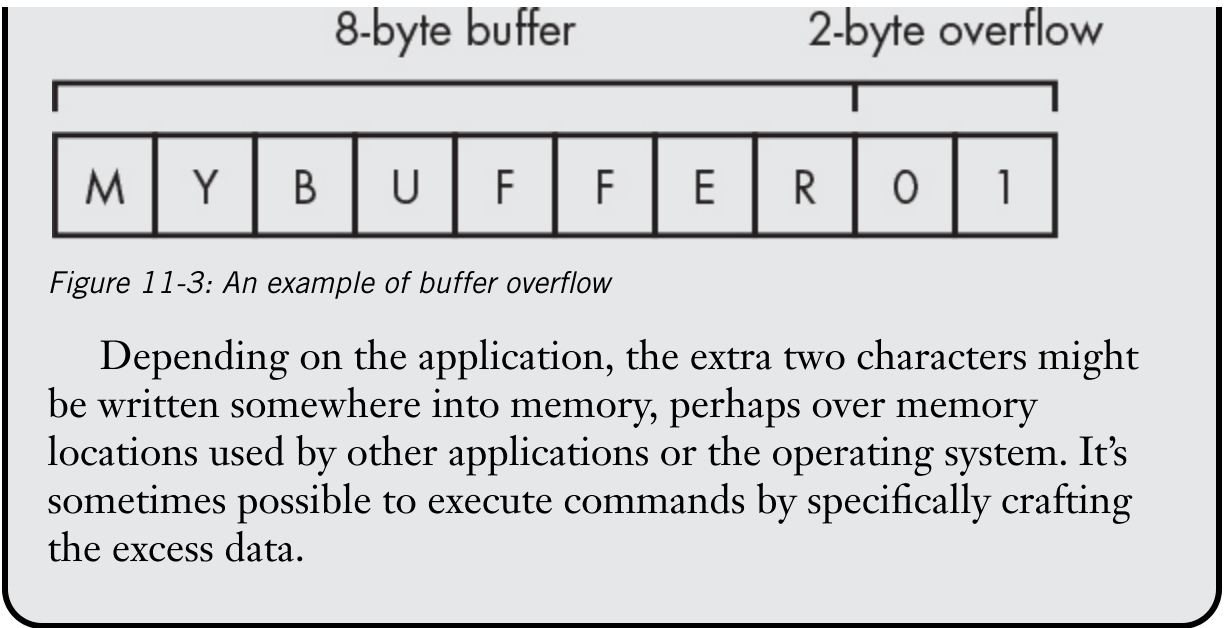 8-byte buffer 2-byte overflow
M Y B U F F E R 0 1
Figure 11-3: An example of buffer overflow
Depending on the application, the extra two characters might
be written somewhere into memory, perhaps over memory
locations used by other applications or the operating system. It’s
sometimes possible to execute commands by specifically crafting
the excess data.